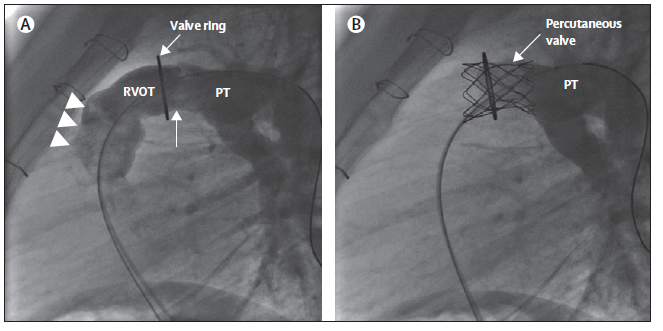 A
Valve ring
RVOT
PT
B
Percutaneous
valve
PT